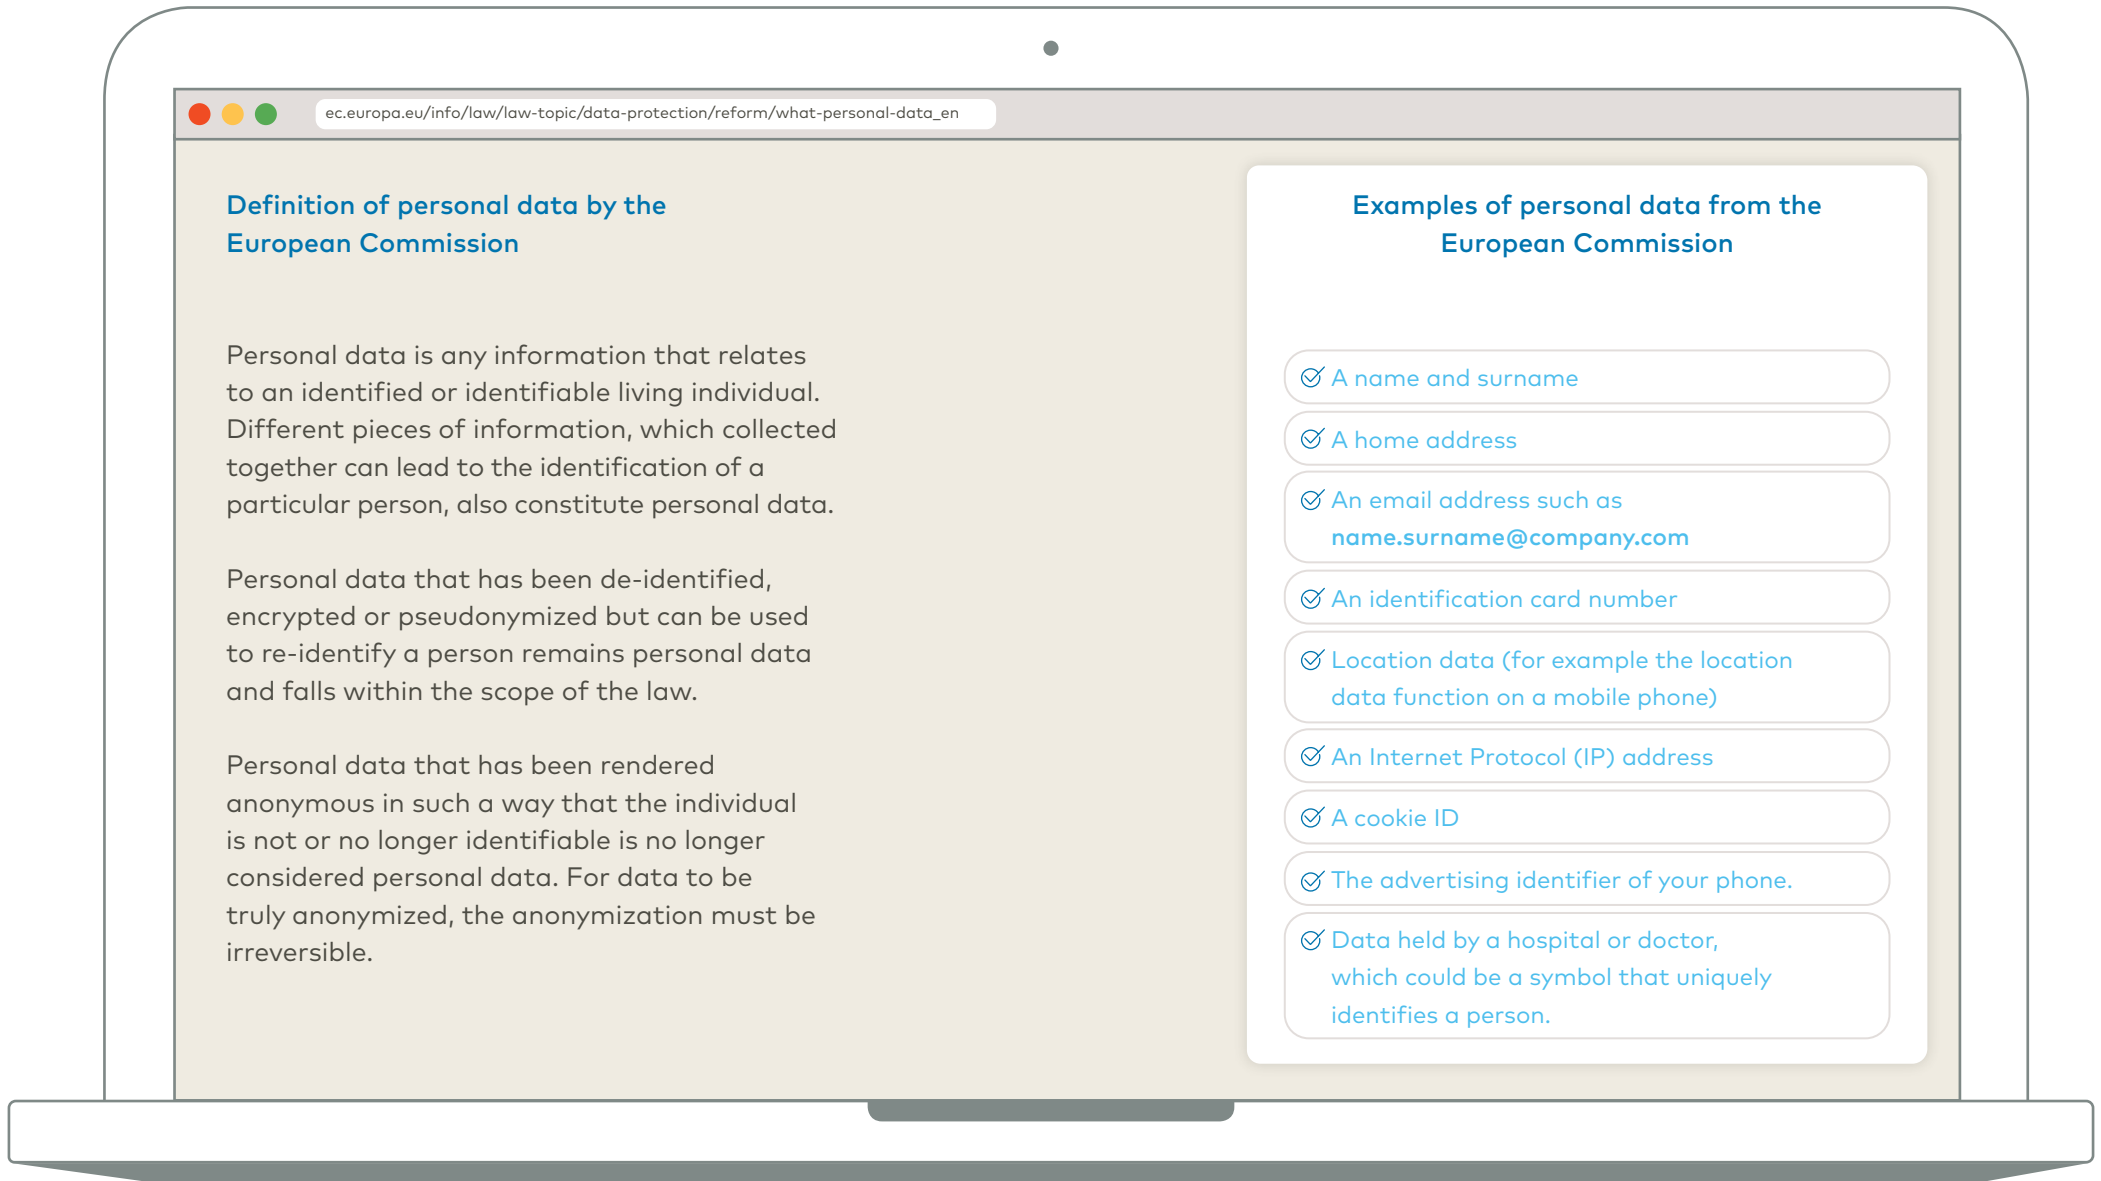 ec.europa.eu/info/law/law-topic/data-protection/reform/what-personal-data_en
Definition of personal data by the
European Commission
Personal data is any information that relates
to an identified or identifiable living individual.
Different pieces of information, which collected
together can lead to the identification of a
particular person, also constitute personal data.
Personal data that has been de-identified,
encrypted or pseudonymized but can be used
to re-identify a person remains personal data
and falls within the scope of the law.
Personal data that has been rendered
anonymous in such a way that the individual
is not or no longer identifiable is no longer
considered personal data. For data to be
truly anonymized, the anonymization must be
irreversible.
Examples of personal data from the
European Commission
A name and surname
A home address
An email address such as
name.surname@company.com
An identification card number
Location data (for example the location
data function on a mobile phone)
An Internet Protocol (IP) address
A cookie ID
The advertising identifier of your phone.
Data held by a hospital or doctor,
which could be a symbol that uniquely
identifies a person.